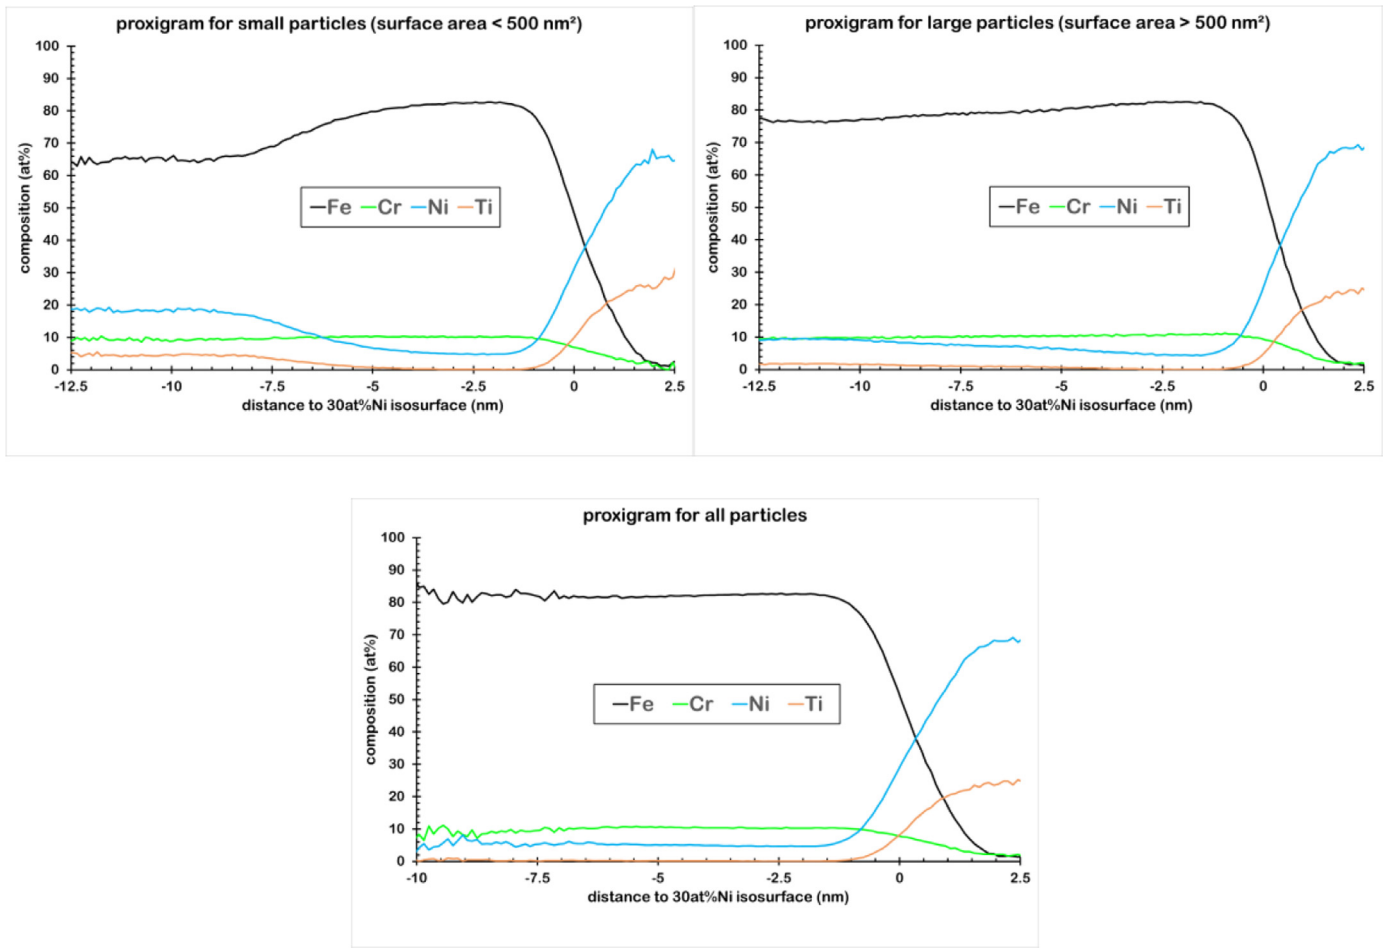 proxigram for small particles (surface area < 500 nm²)
100
90
80
70
60
50
40
30
20
10
0
composition (at%)
Fe Cr Ni Ti
-12.5 -10 -7.5 -5 -2.5 0 2.5
distance to 30at%Ni isosurface (nm)
proxigram for large particles (surface area > 500 nm²)
100
90
80
70
60
50
40
30
20
10
0
composition (at%)
Fe Cr Ni Ti
-12.5 -10 -7.5 -5 -2.5 0 2.5
distance to 30at%Ni isosurface (nm)
proxigram for all particles
100
90
80
70
60
50
40
30
20
10
0
composition (at%)
Fe Cr Ni Ti
-10 -7.5 -5 -2.5 0 2.5
distance to 30at%Ni isosurface (nm)